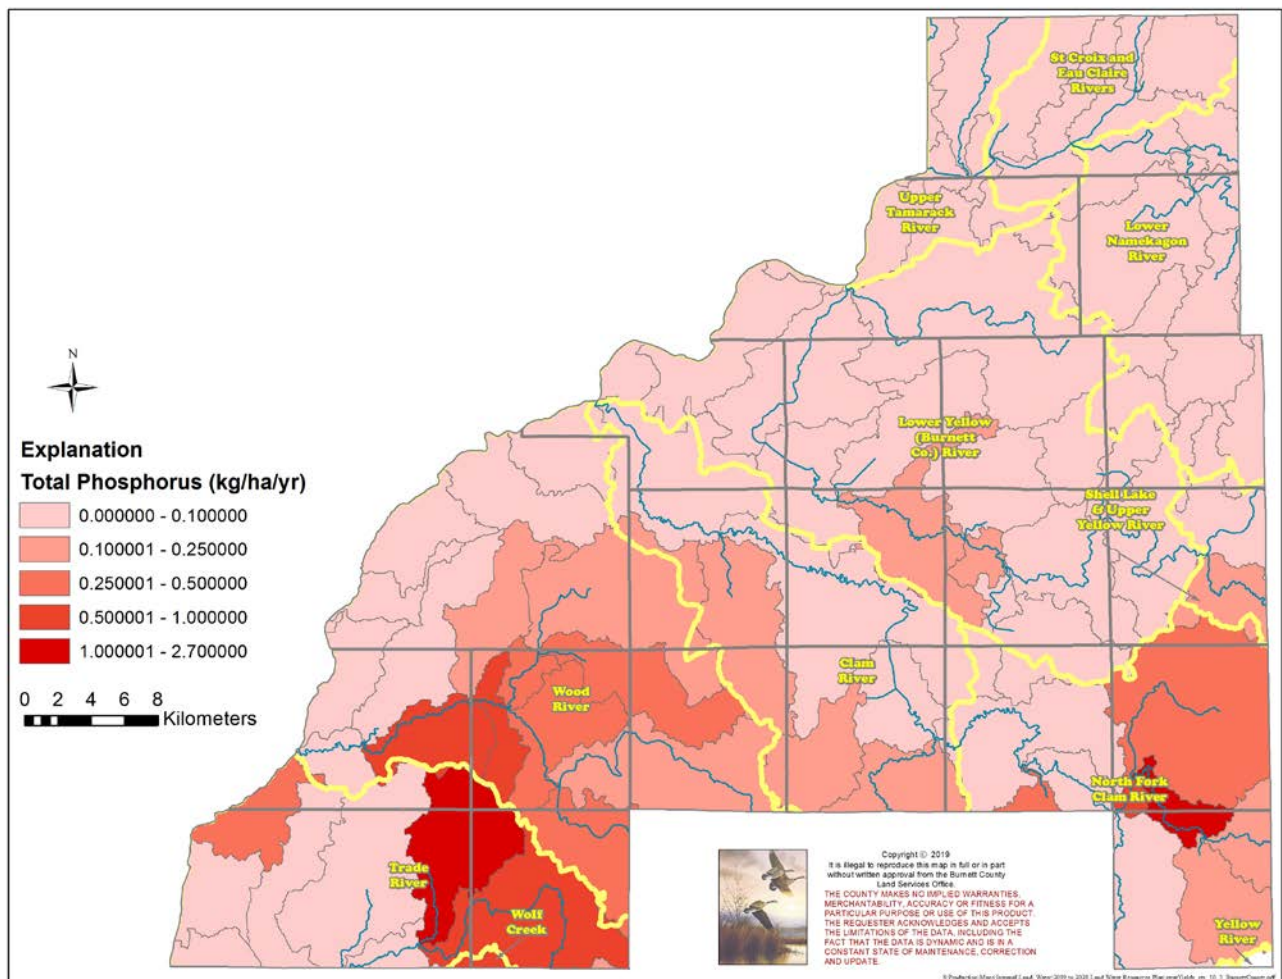 St Croix and
Eau Claire
Rivers
Upper
Tamarack
River
Lower
Namekagon
River
N
Lower Yellow
(Burnett
Co.) River
Explanation
Total Phosphorus (kg/ha/yr)
0.000000 - 0.100000
0.100001 - 0.250000
0.250001 - 0.500000
0.500001 - 1.000000
1.000001 - 2.700000
Shell Lake
& Upper
Yellow River
0 2 4 6 8
Kilometers
Wood
River
Clam
River
North Fork
Clam River
Trade
River
Wolf
Creek
Copyright © 2019
It is illegal to reproduce this map in full or in part
without written approval from the Burnett County
Land Services Office.
THE COUNTY MAKES NO IMPLIED WARRANTIES,
MERCHANTABILITY, ACCURACY OR FITNESS FOR A
PARTICULAR PURPOSE OR USE OF THIS PRODUCT.
THE REQUESTER ACKNOWLEDGES AND ACCEPTS
THE LIMITATIONS OF THE DATA, INCLUDING THE
FACT THAT THE DATA IS DYNAMIC AND IS IN A
CONSTANT STATE OF MAINTENANCE, CORRECTION
AND UPDATE.
Yellow
River